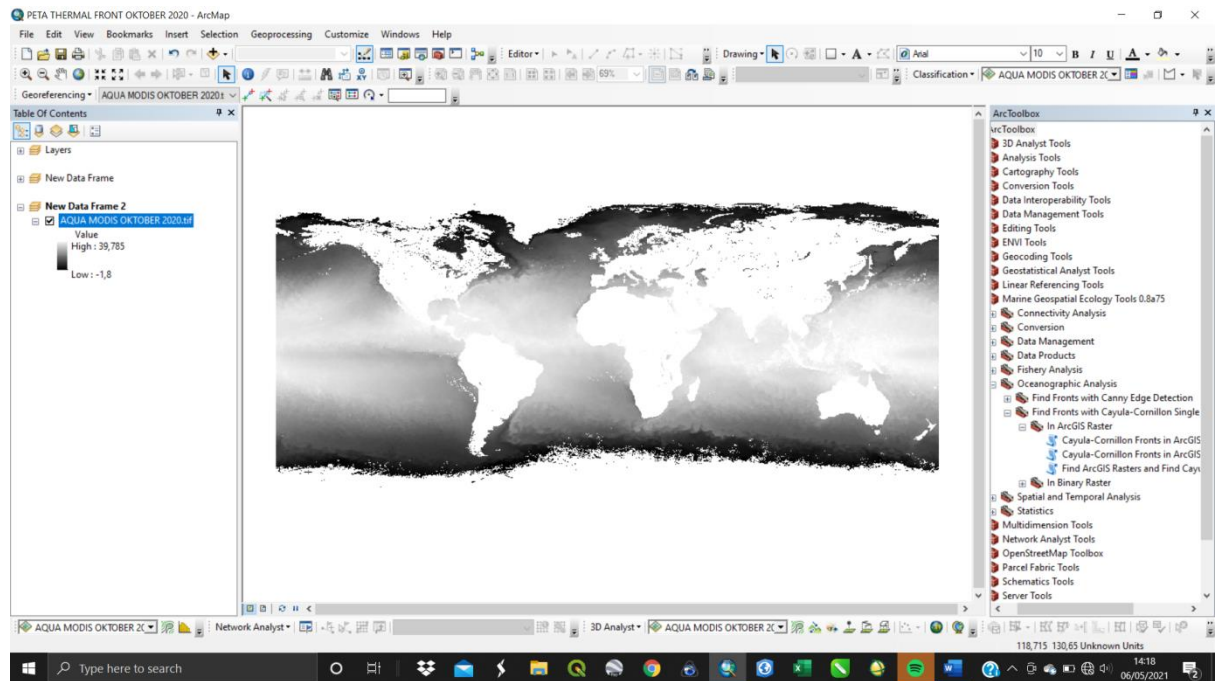 PETA THERMAL FRONT OKTOBER 2020 - ArcMap
File Edit View Bookmarks Insert Selection Geoprocessing Customize Windows Help
Editor Drawing Arial 10 B I U A
69% Classification AQUA MODIS OKTOBER 2(
Georeferencing AQUA MODIS OKTOBER 2020.t
Table Of Contents
Layers
New Data Frame
New Data Frame 2
AQUA MODIS OKTOBER 2020.tif
Value
High : 39,785
Low : -1,8
ArcToolbox
ArcToolbox
3D Analyst Tools
Analysis Tools
Cartography Tools
Conversion Tools
Data Interoperability Tools
Data Management Tools
Editing Tools
ENVI Tools
Geocoding Tools
Geostatistical Analyst Tools
Linear Referencing Tools
Marine Geospatial Ecology Tools 0.8a75
Connectivity Analysis
Conversion
Data Management
Data Products
Fishery Analysis
Oceanographic Analysis
Find Fronts with Canny Edge Detection
Find Fronts with Cayula-Cornillon Single
In ArcGIS Raster
Cayula-Cornillon Fronts in ArcGIS
Cayula-Cornillon Fronts in ArcGIS
Find ArcGIS Rasters and Find Cayu
In Binary Raster
Spatial and Temporal Analysis
Statistics
Multidimension Tools
Network Analyst Tools
OpenStreetMap Toolbox
Parcel Fabric Tools
Schematics Tools
Server Tools
AQUA MODIS OKTOBER 2( Network Analyst 3D Analyst AQUA MODIS OKTOBER 2(
118,715 130,65 Unknown Units
Type here to search
14:18
06/05/2021